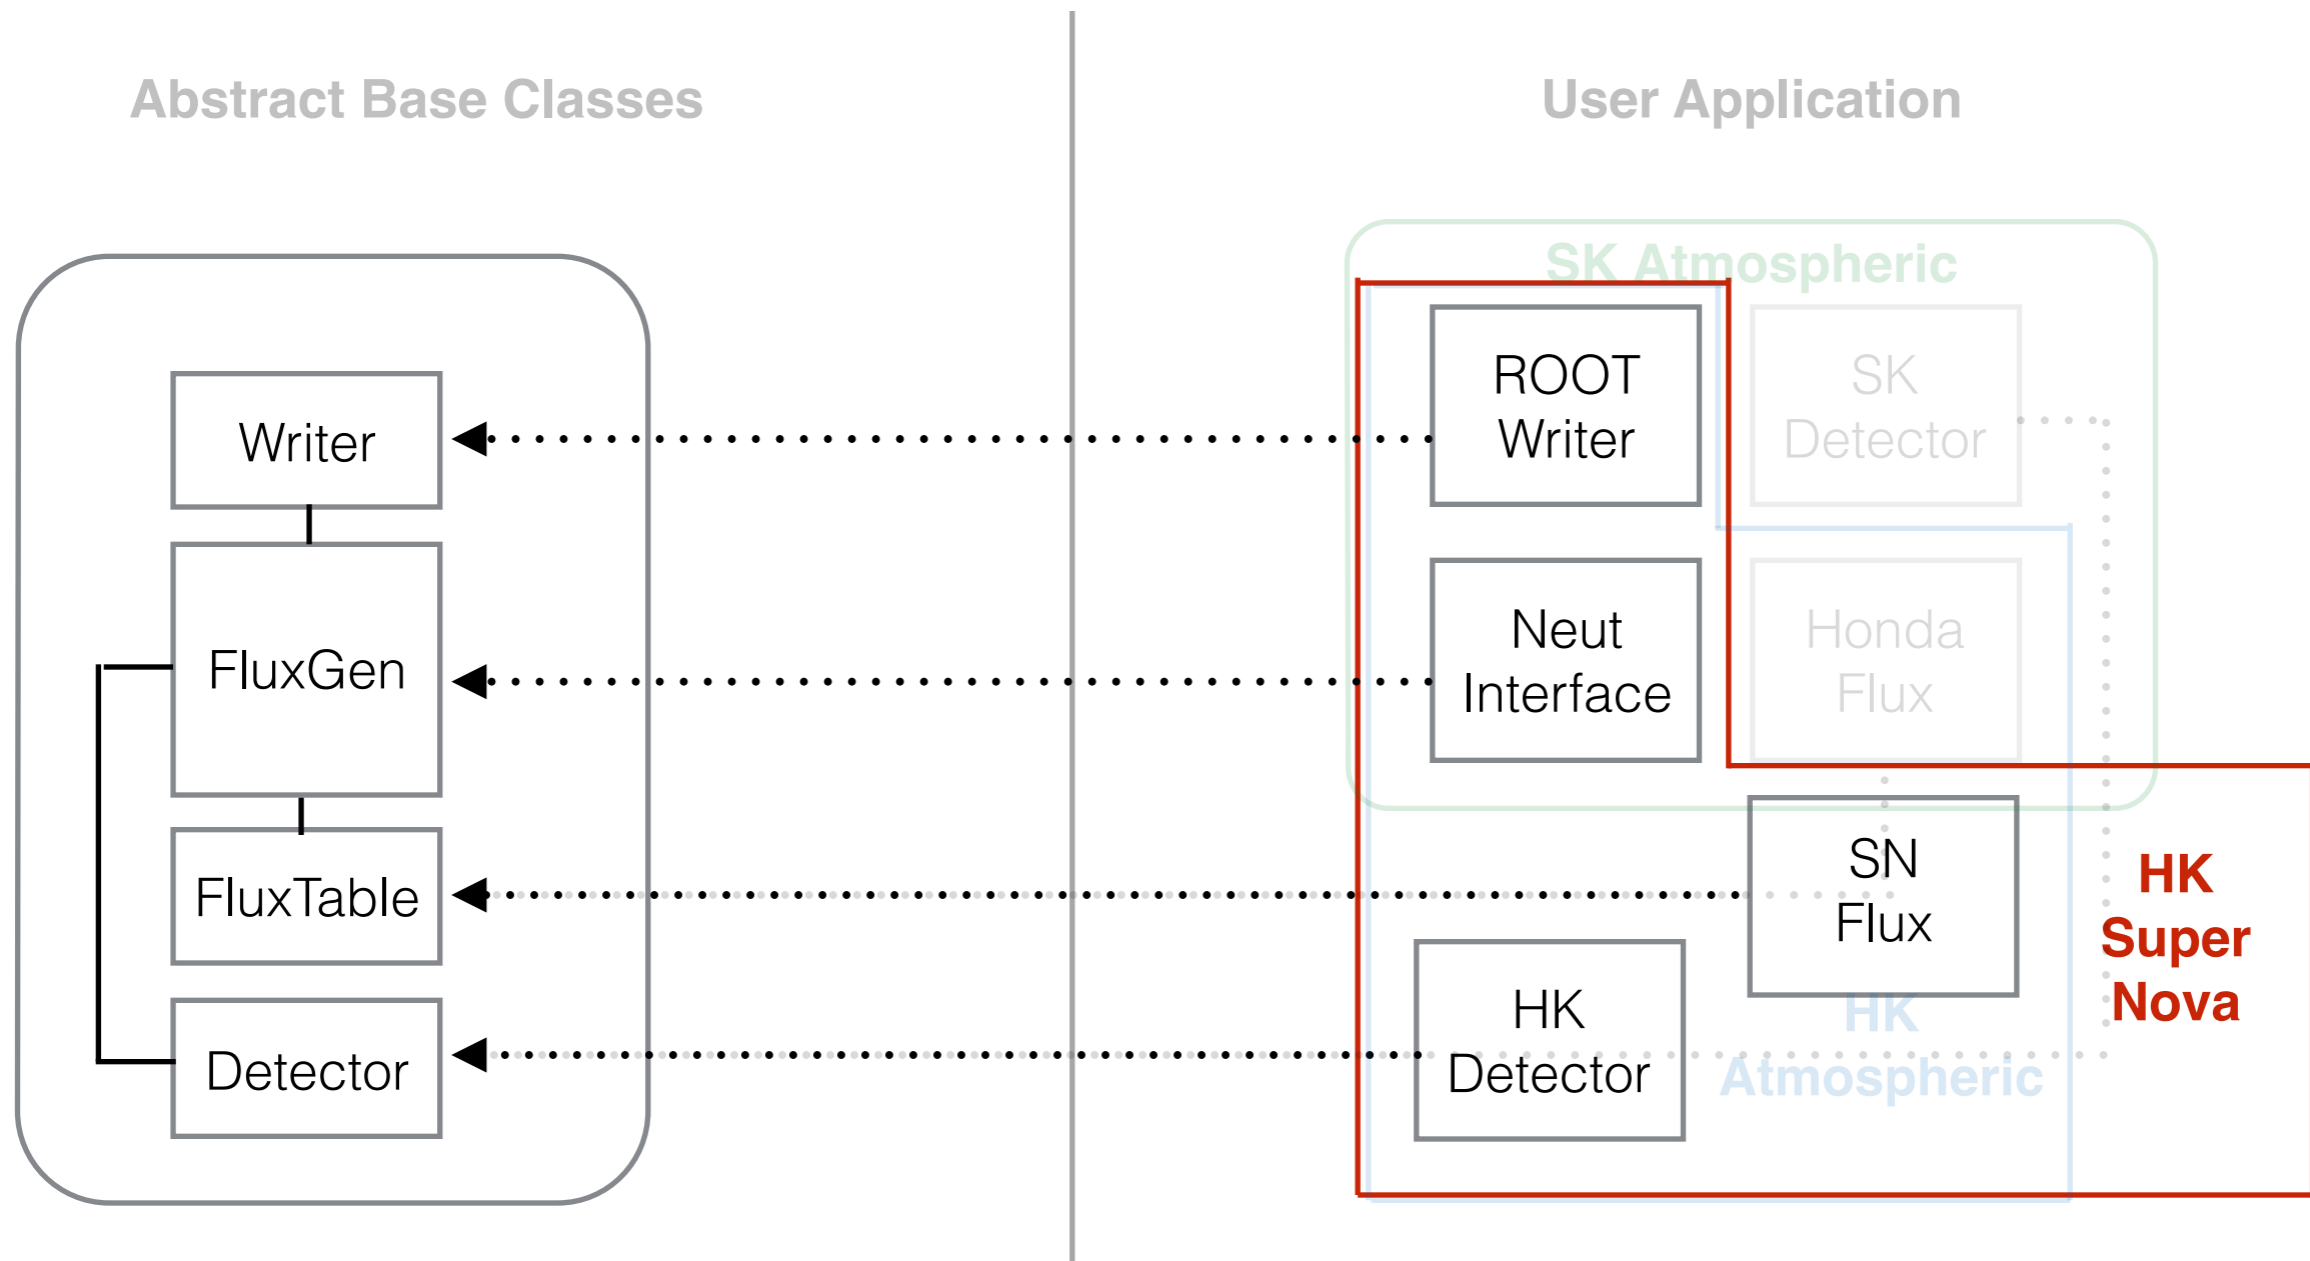 Abstract Base Classes
User Application
Writer
FluxGen
FluxTable
Detector
SK Atmospheric
ROOT
Writer
SK
Detector
Neut
Interface
Honda
Flux
SN
Flux
HK
Detector
HK
Atmospheric
HK
Super
Nova